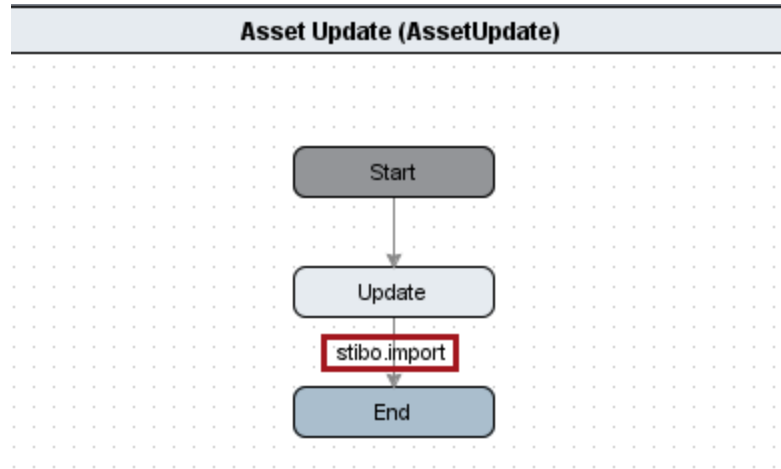 Asset Update (AssetUpdate)
Start
Update
stibo.import
End